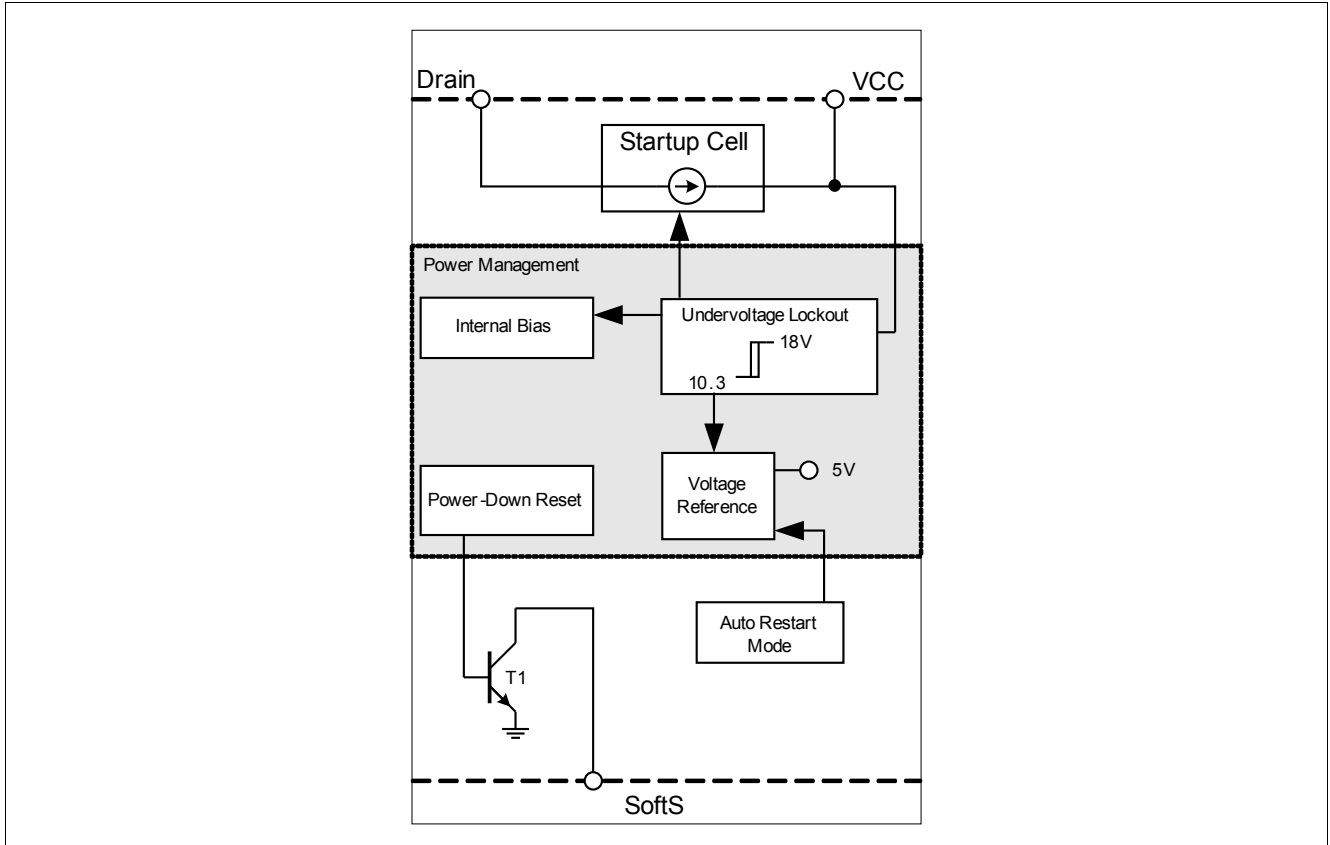 Drain
VCC
Startup Cell
Power Management
Internal Bias
Undervoltage Lockout
18V
10.3
Power-Down Reset
Voltage
Reference
5V
Auto Restart
Mode
T1
SoftS